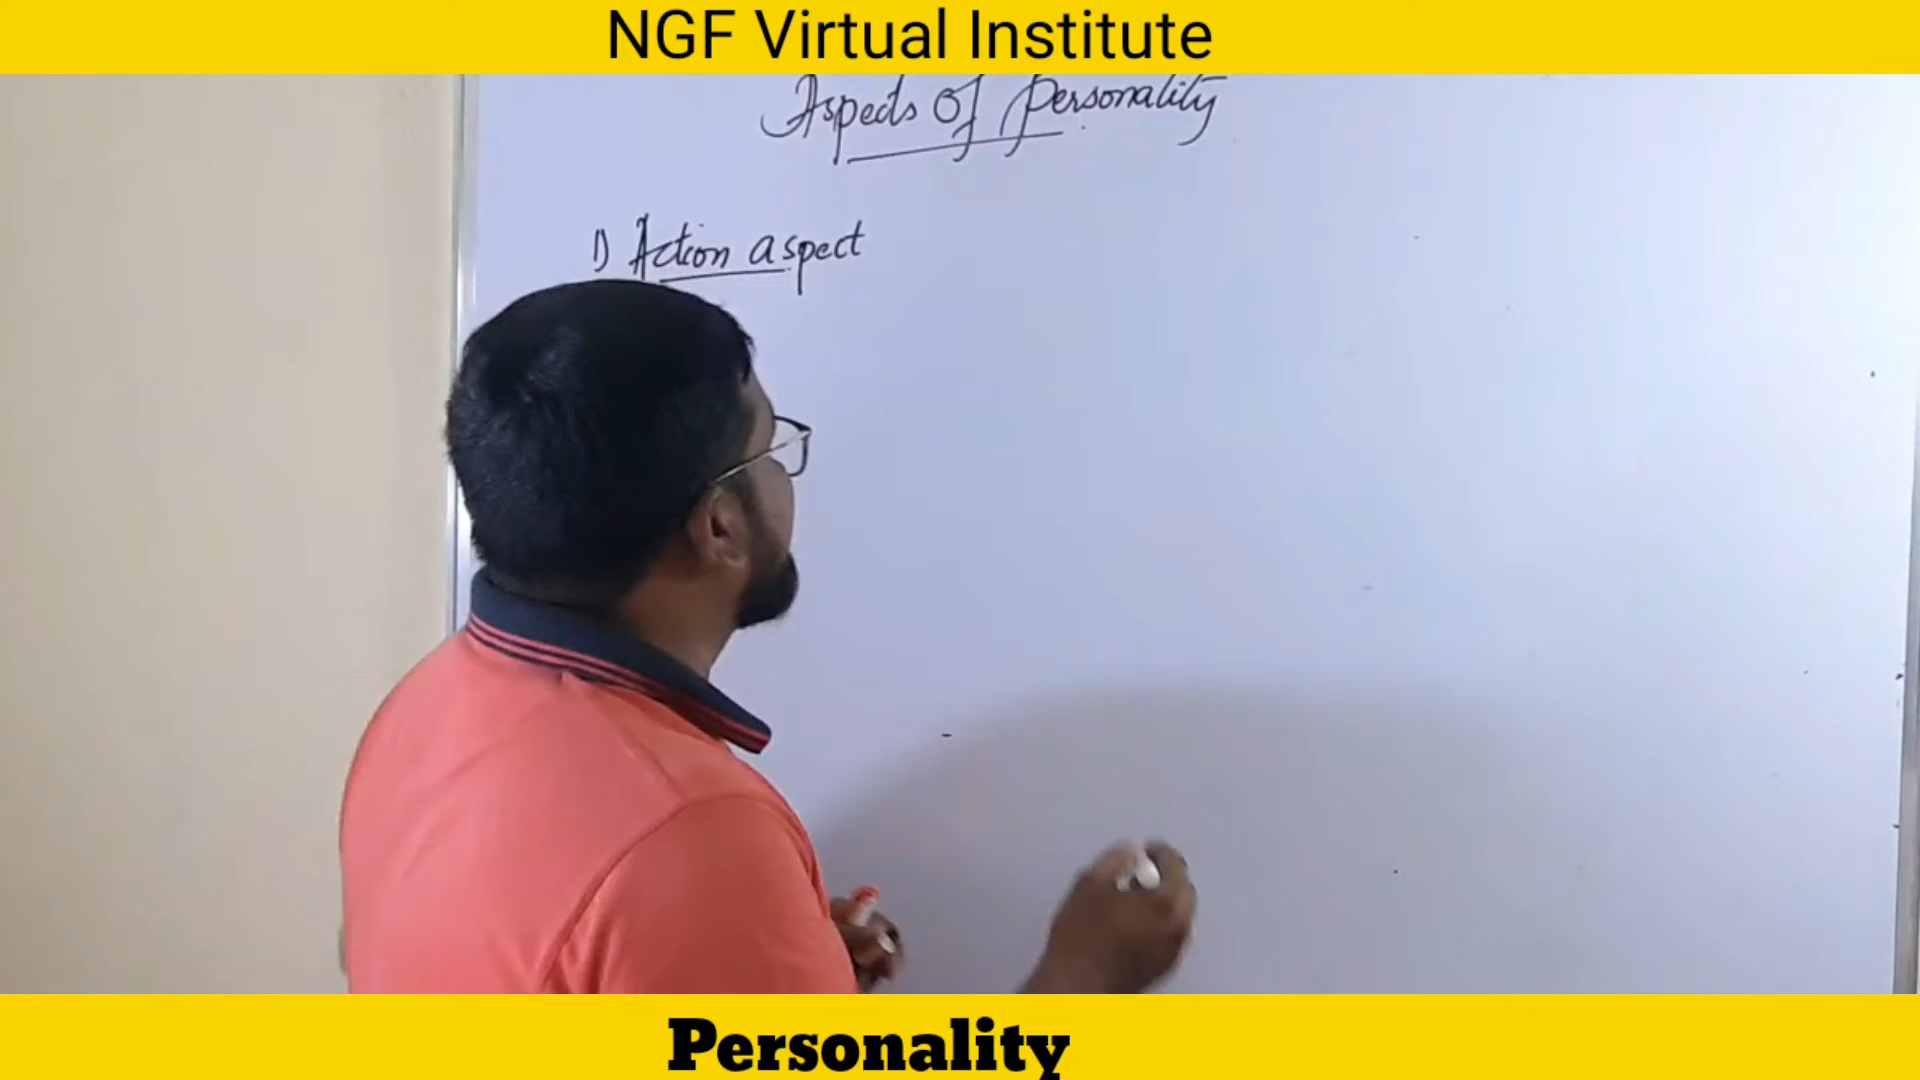 NGF Virtual Institute
Aspects Of Personality
1) Action aspect
Personality